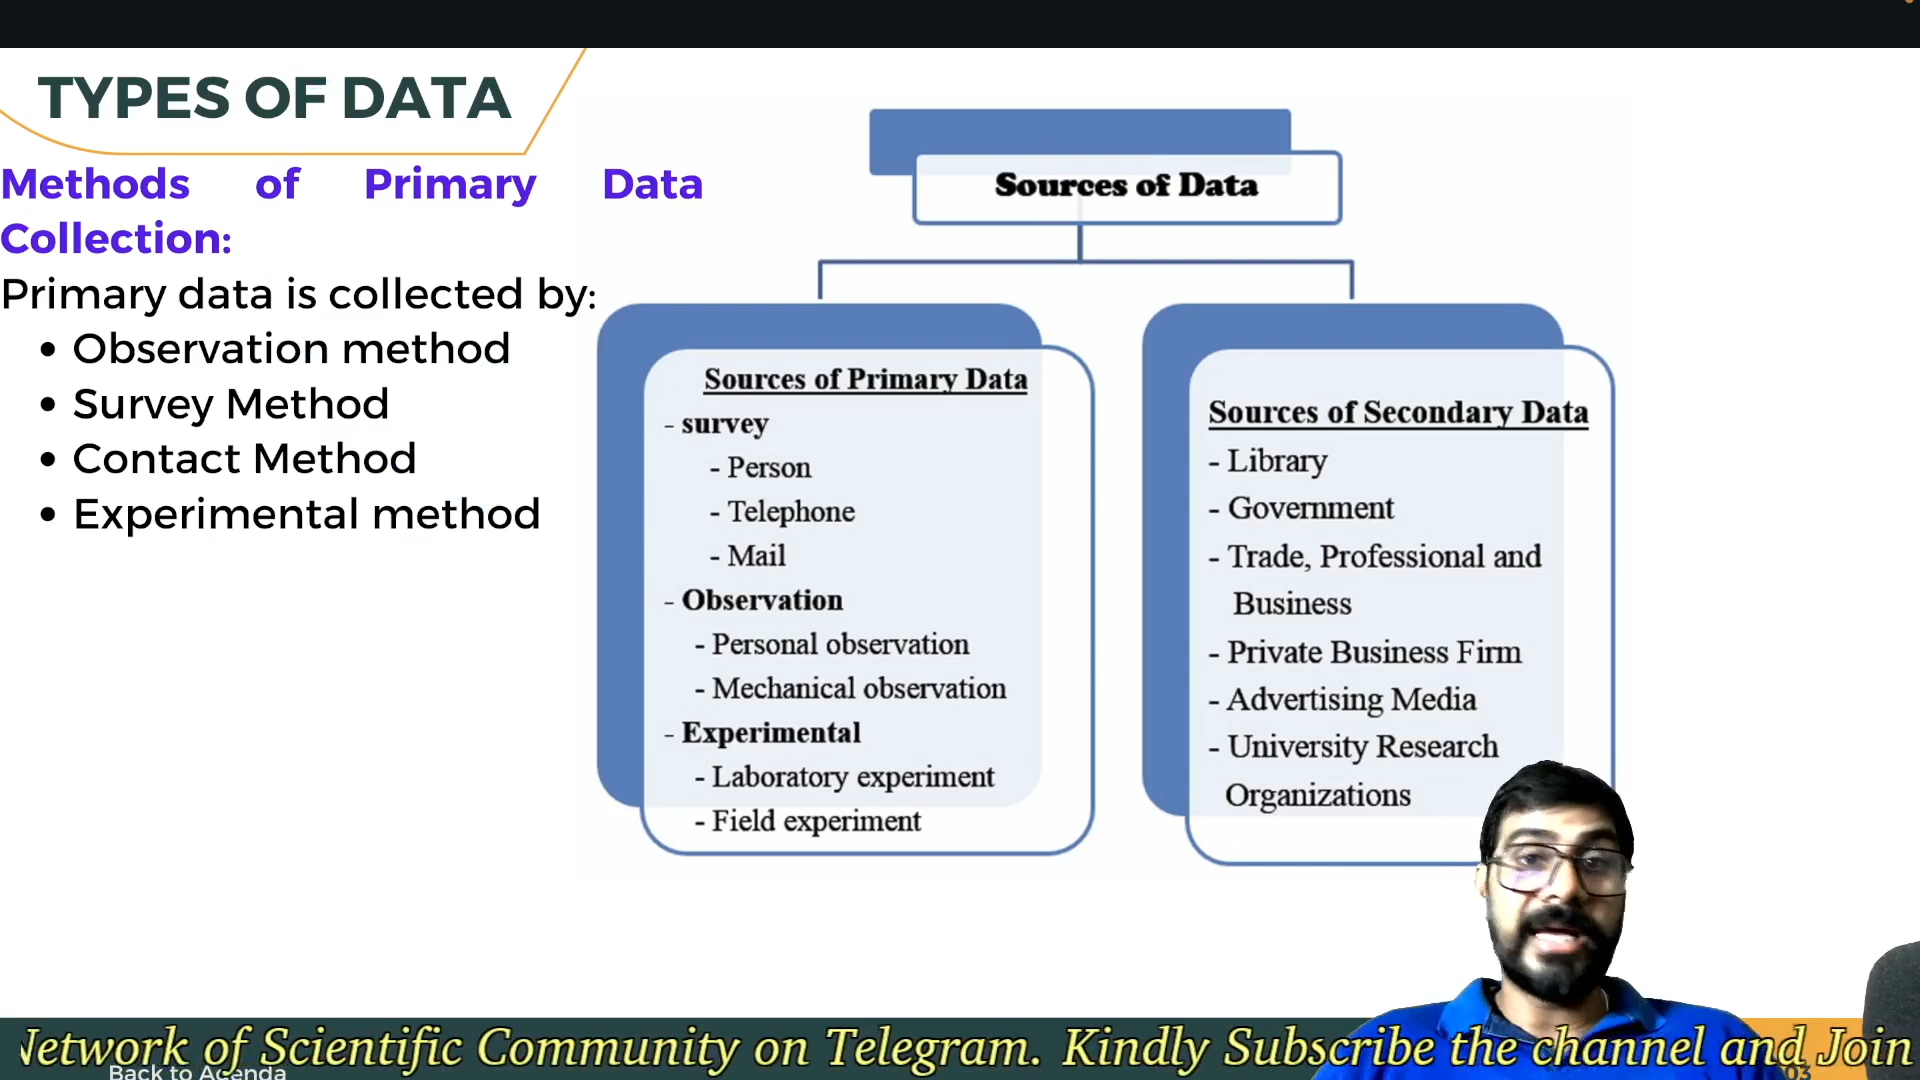 TYPES OF DATA
Methods of Primary Data
Collection:
Primary data is collected by:
• Observation method
• Survey Method
• Contact Method
• Experimental method
Sources of Data
Sources of Primary Data
- survey
- Person
- Telephone
- Mail
- Observation
- Personal observation
- Mechanical observation
- Experimental
- Laboratory experiment
- Field experiment
Sources of Secondary Data
- Library
- Government
- Trade, Professional and
Business
- Private Business Firm
- Advertising Media
- University Research
Organizations
Network of Scientific Community on Telegram. Kindly Subscribe the channel and Join
Back to Agenda
03